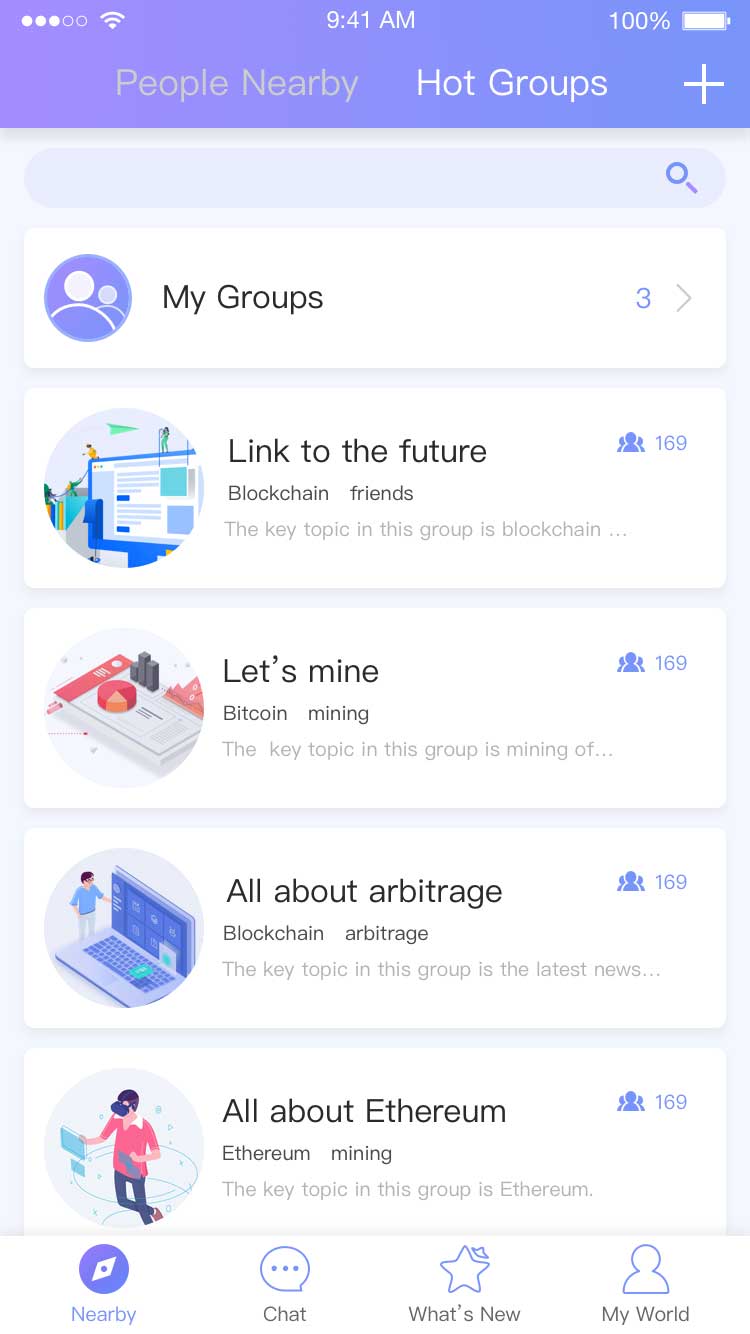 9:41 AM 100%
People Nearby Hot Groups
My Groups 3
Link to the future 169
Blockchain friends
The key topic in this group is blockchain ...
Let's mine 169
Bitcoin mining
The key topic in this group is mining of...
All about arbitrage 169
Blockchain arbitrage
The key topic in this group is the latest news...
All about Ethereum 169
Ethereum mining
The key topic in this group is Ethereum.
Nearby Chat What's New My World